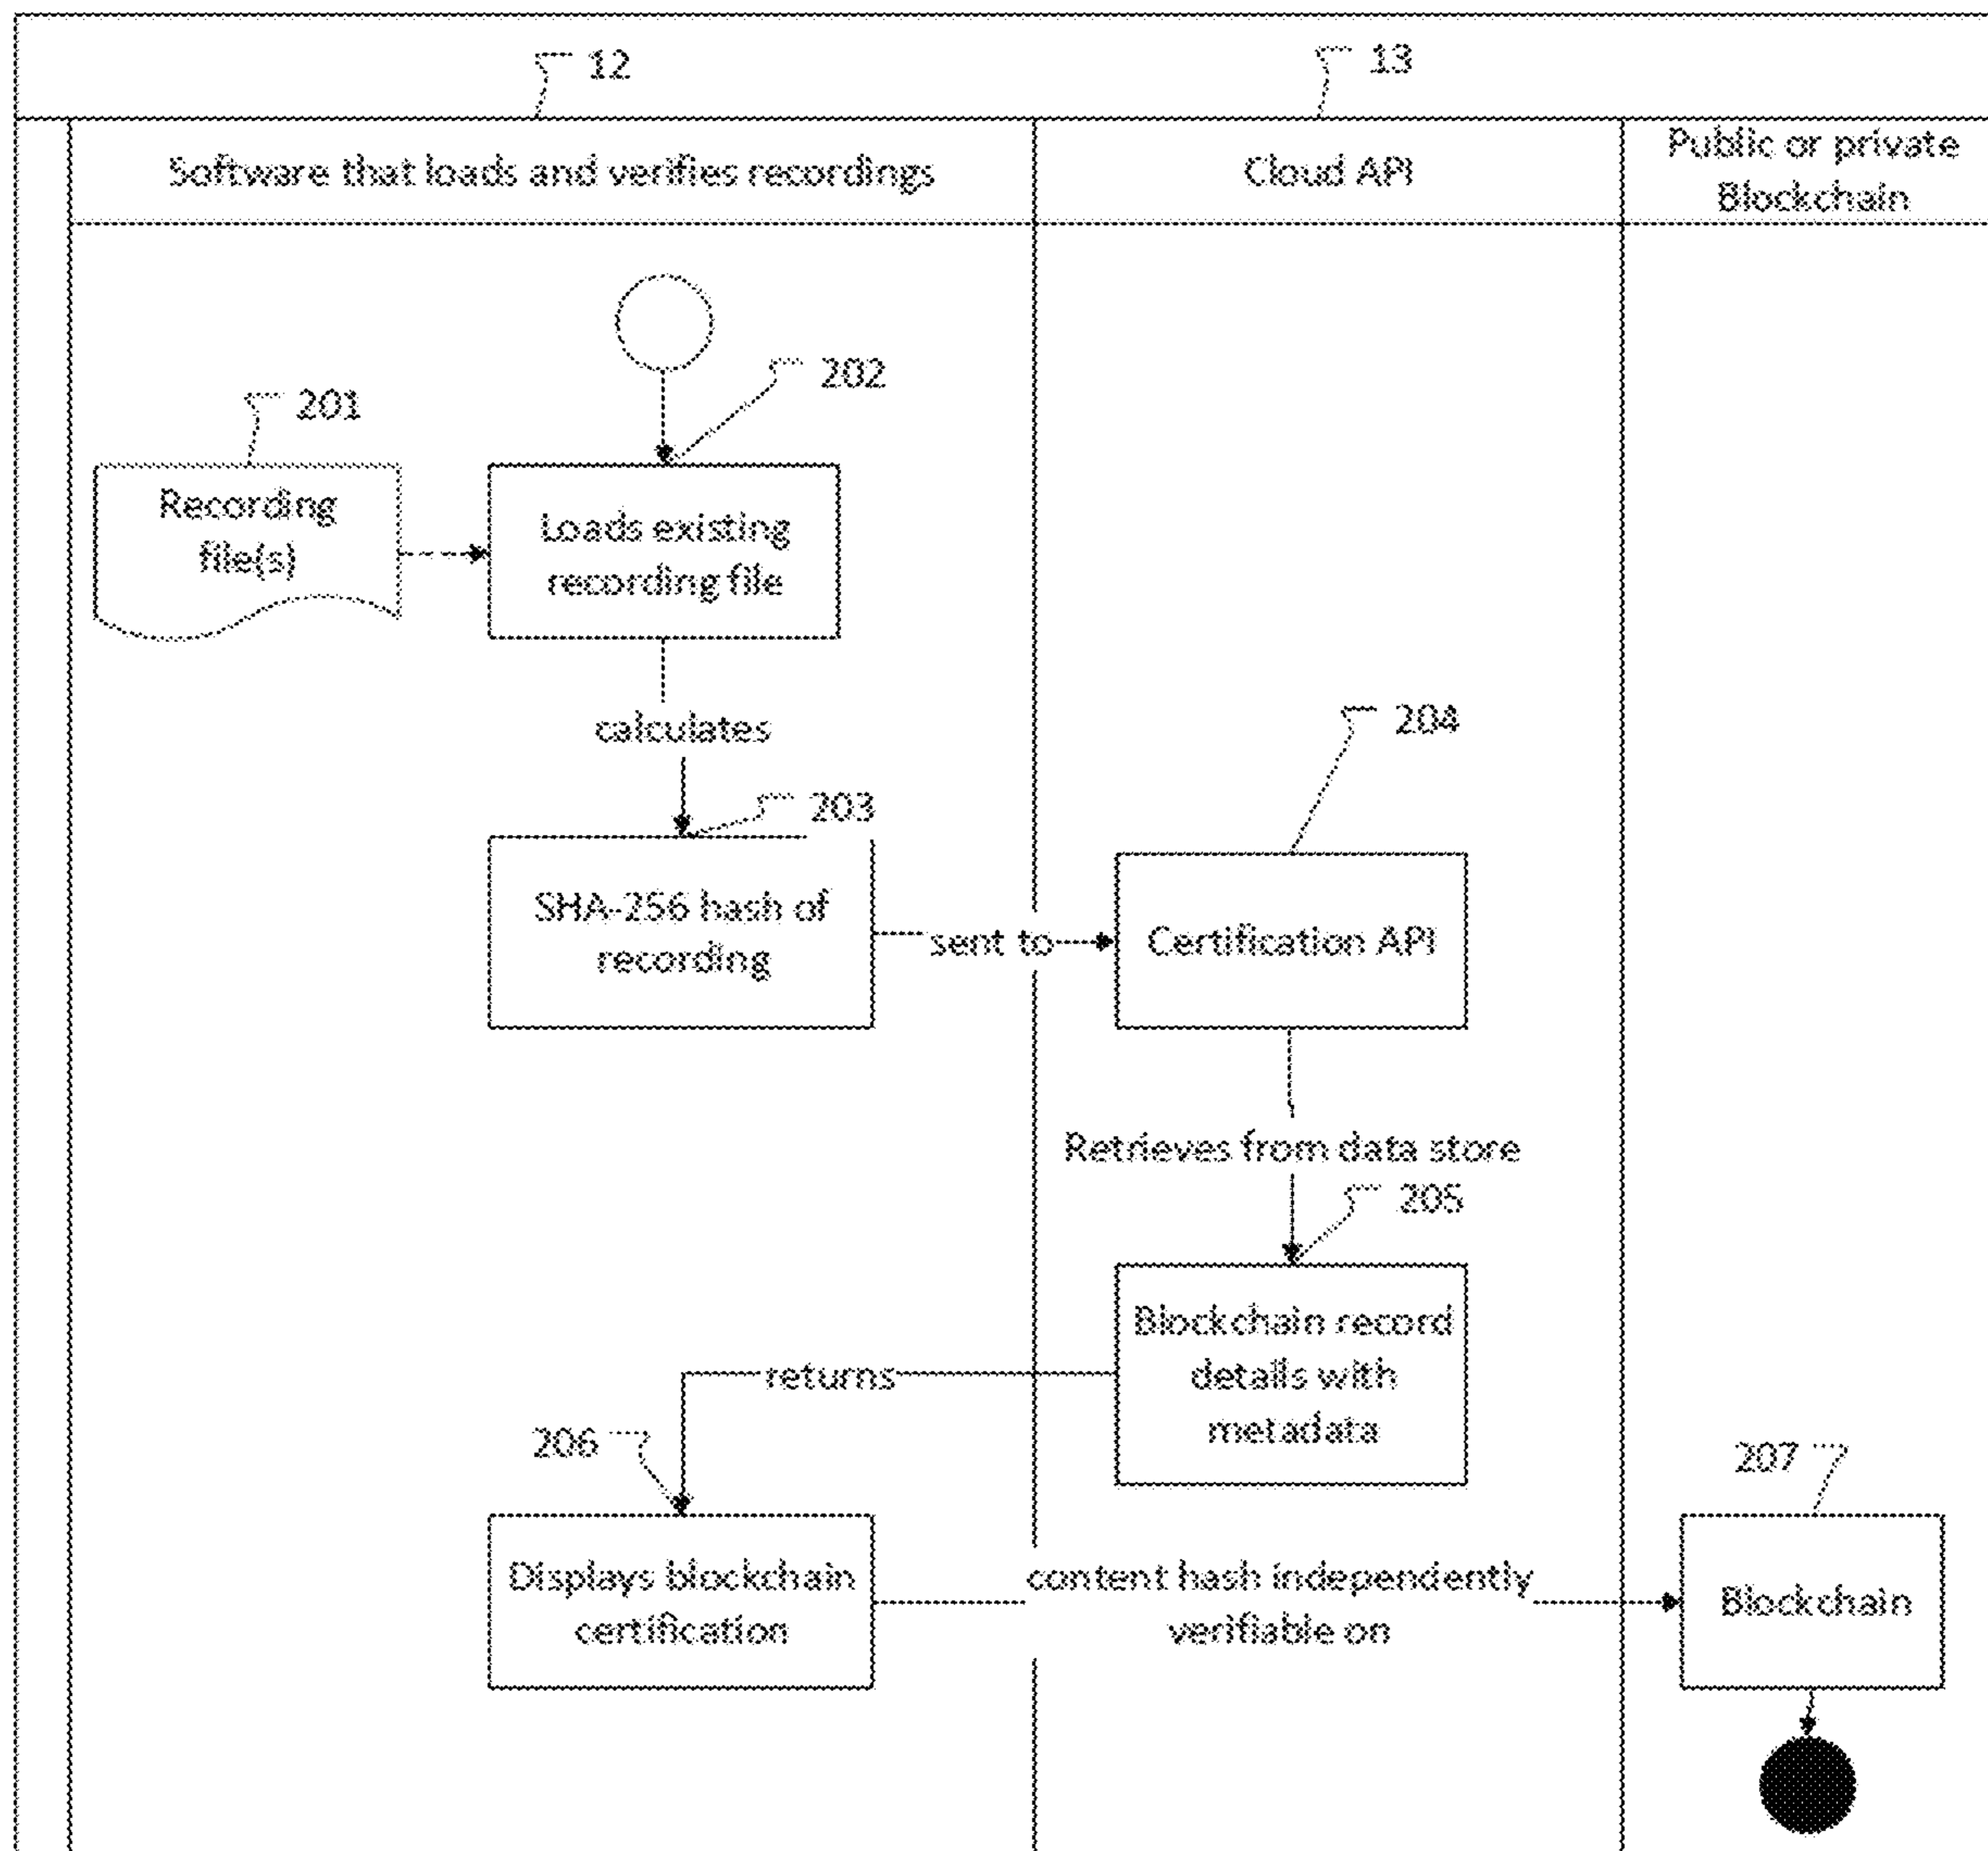 12
13
Software that loads and verifies recordings
Cloud API
Public or private
Blockchain
202
201
Recording
file(s)
Loads existing
recording file
calculates
204
203
SHA-256 hash of
recording
sent to
Certification API
Retrieves from data store
205
Blockchain record
details with
metadata
returns
206
207
Displays blockchain
certification
content hash independently
verifiable on
Blockchain